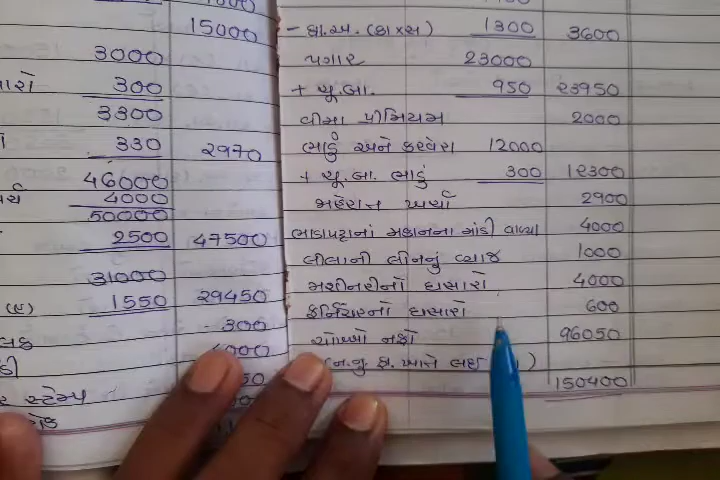 15000
3000
300
3300
330 2970
46000
4000
50000
2500 47500
31000
(હ) 1550 29450
300
સ્ટેમ્પ
- ઘા.અ. (ઠા×સ) 1300 3600
પગાર 23000
+ ચૂ.બા. 950 23950
વીમા પ્રીમિયમ 2000
ભાડું અને કરવેરા 12000
+ ચૂ.બા. ભાડું 300 12300
જાહેરાત ખર્ચ 2900
ભાડાપટ્ટાનાં મકાનના માંડી વાળ્યા 4000
લીલાની લોનનું વ્યાજ 1000
મશીનરીનો ઘસારો 4000
ફર્નિચરનો ઘસારો 600
ચોખ્ખો નફો 96050
ખાતે લઇ
150400